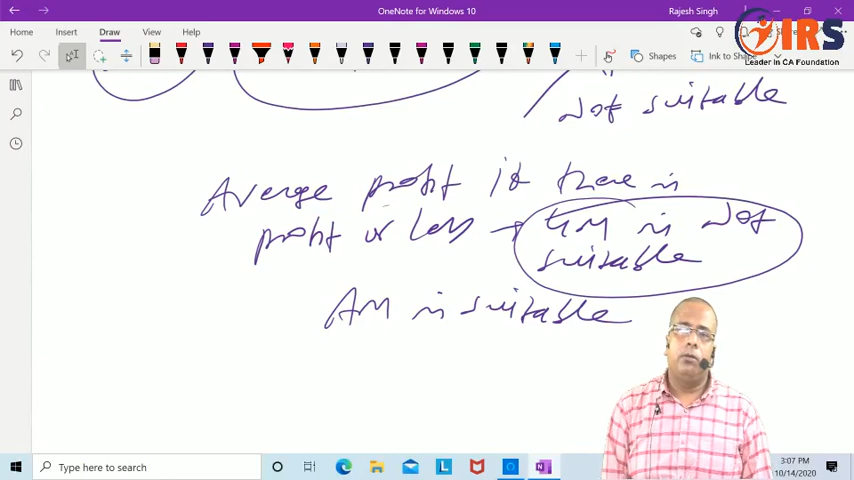 OneNote for Windows 10
Rajesh Singh
Home Insert Draw View Help
Shapes
Ink to Shape
IRS
Leader In CA Foundation
Not suitable
Average profit if there is
profit or loss → GM is Not
suitable
AM is suitable
Type here to search
3:07 PM
10/14/2020